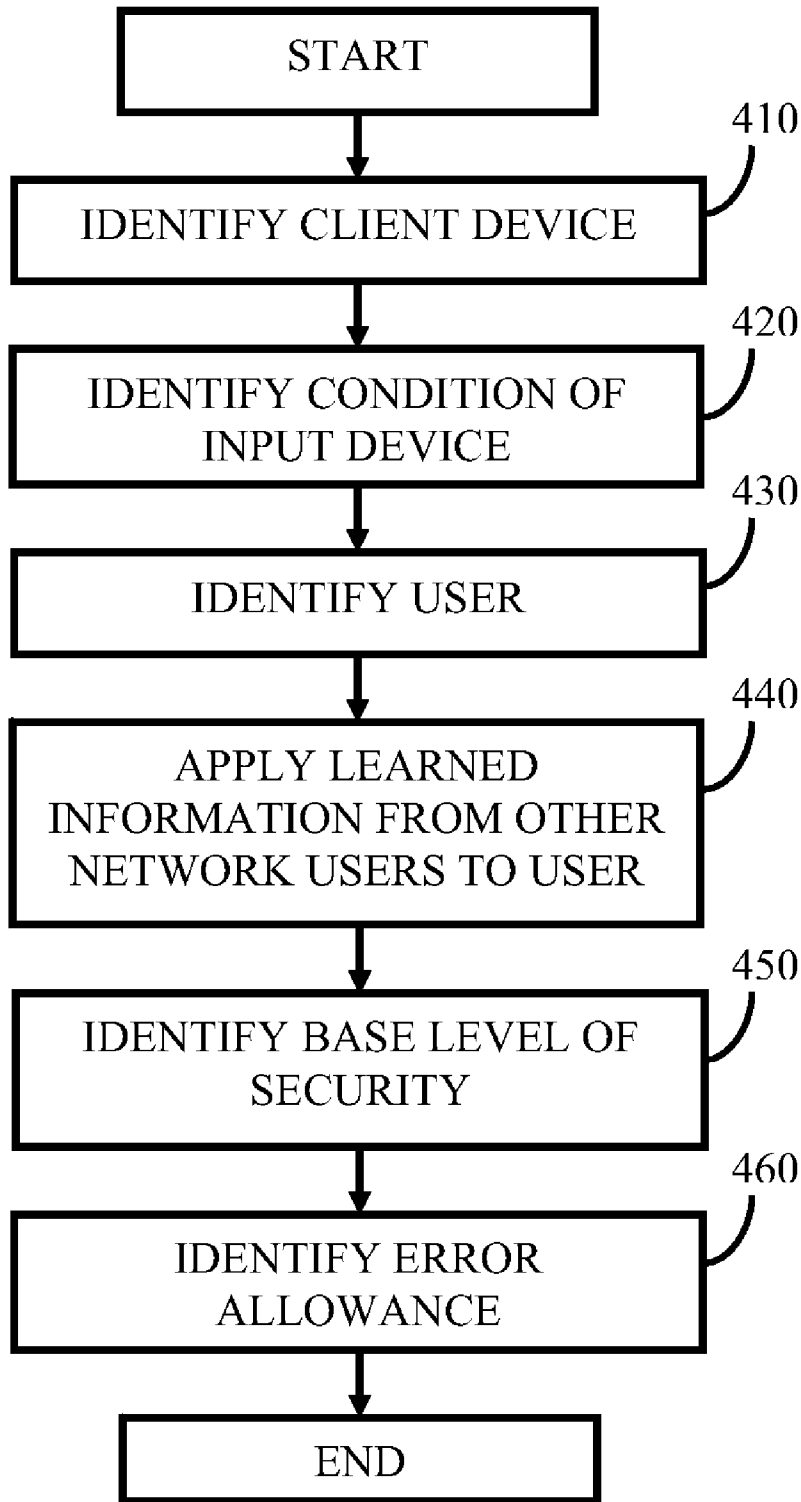 START
410
IDENTIFY CLIENT DEVICE
420
IDENTIFY CONDITION OF
INPUT DEVICE
430
IDENTIFY USER
440
APPLY LEARNED
INFORMATION FROM OTHER
NETWORK USERS TO USER
450
IDENTIFY BASE LEVEL OF
SECURITY
460
IDENTIFY ERROR
ALLOWANCE
END